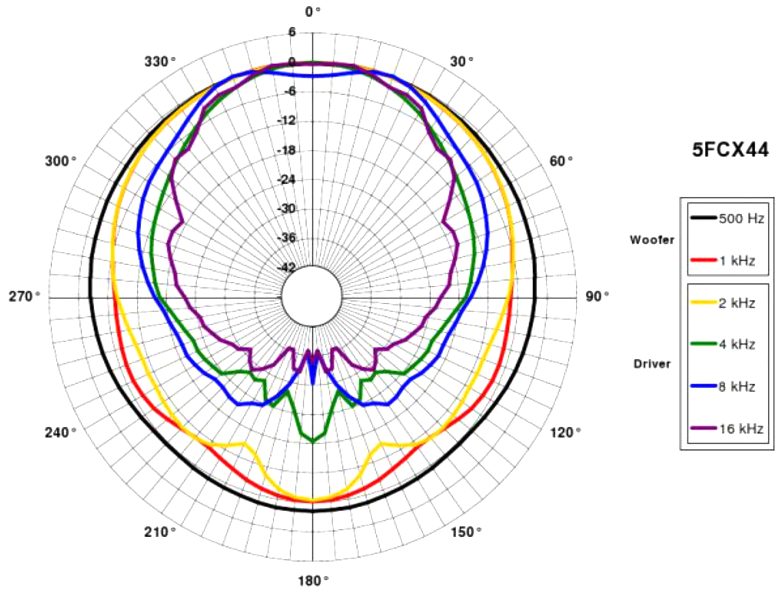 0°
6
330°
30°
0
-6
-12
5FCX44
300°
60°
-18
-24
500 Hz
-30
Woofer
-36
1 kHz
-42
270°
90°
2 kHz
4 kHz
Driver
8 kHz
240°
120°
16 kHz
210°
150°
180°